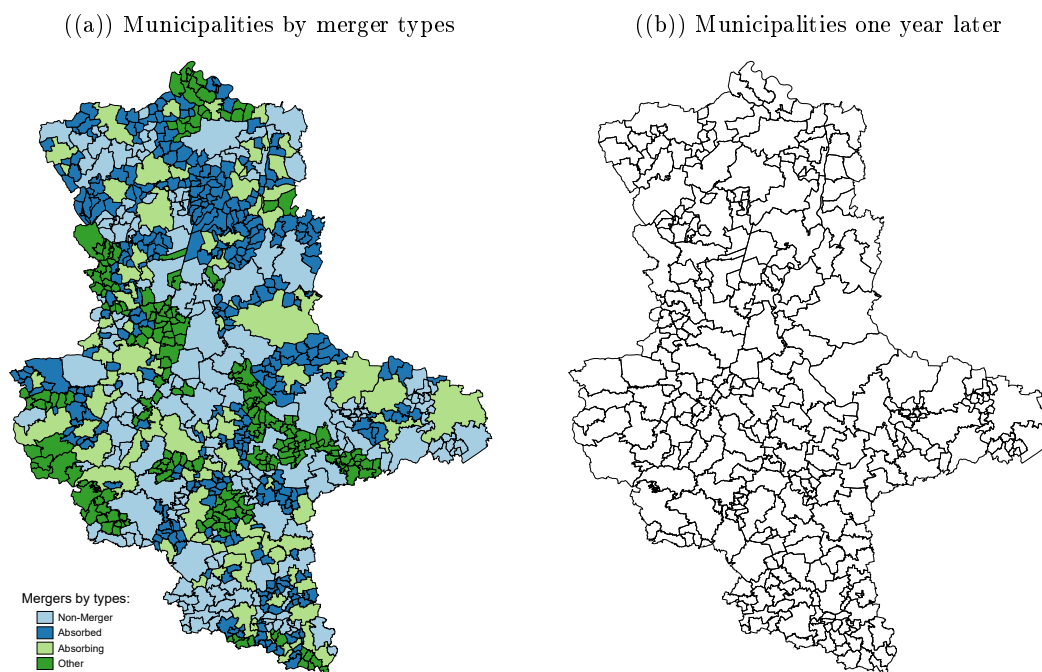 ((a)) Municipalities by merger types
((b)) Municipalities one year later
Mergers by types:
Non-Merger
Absorbed
Absorbing
Other